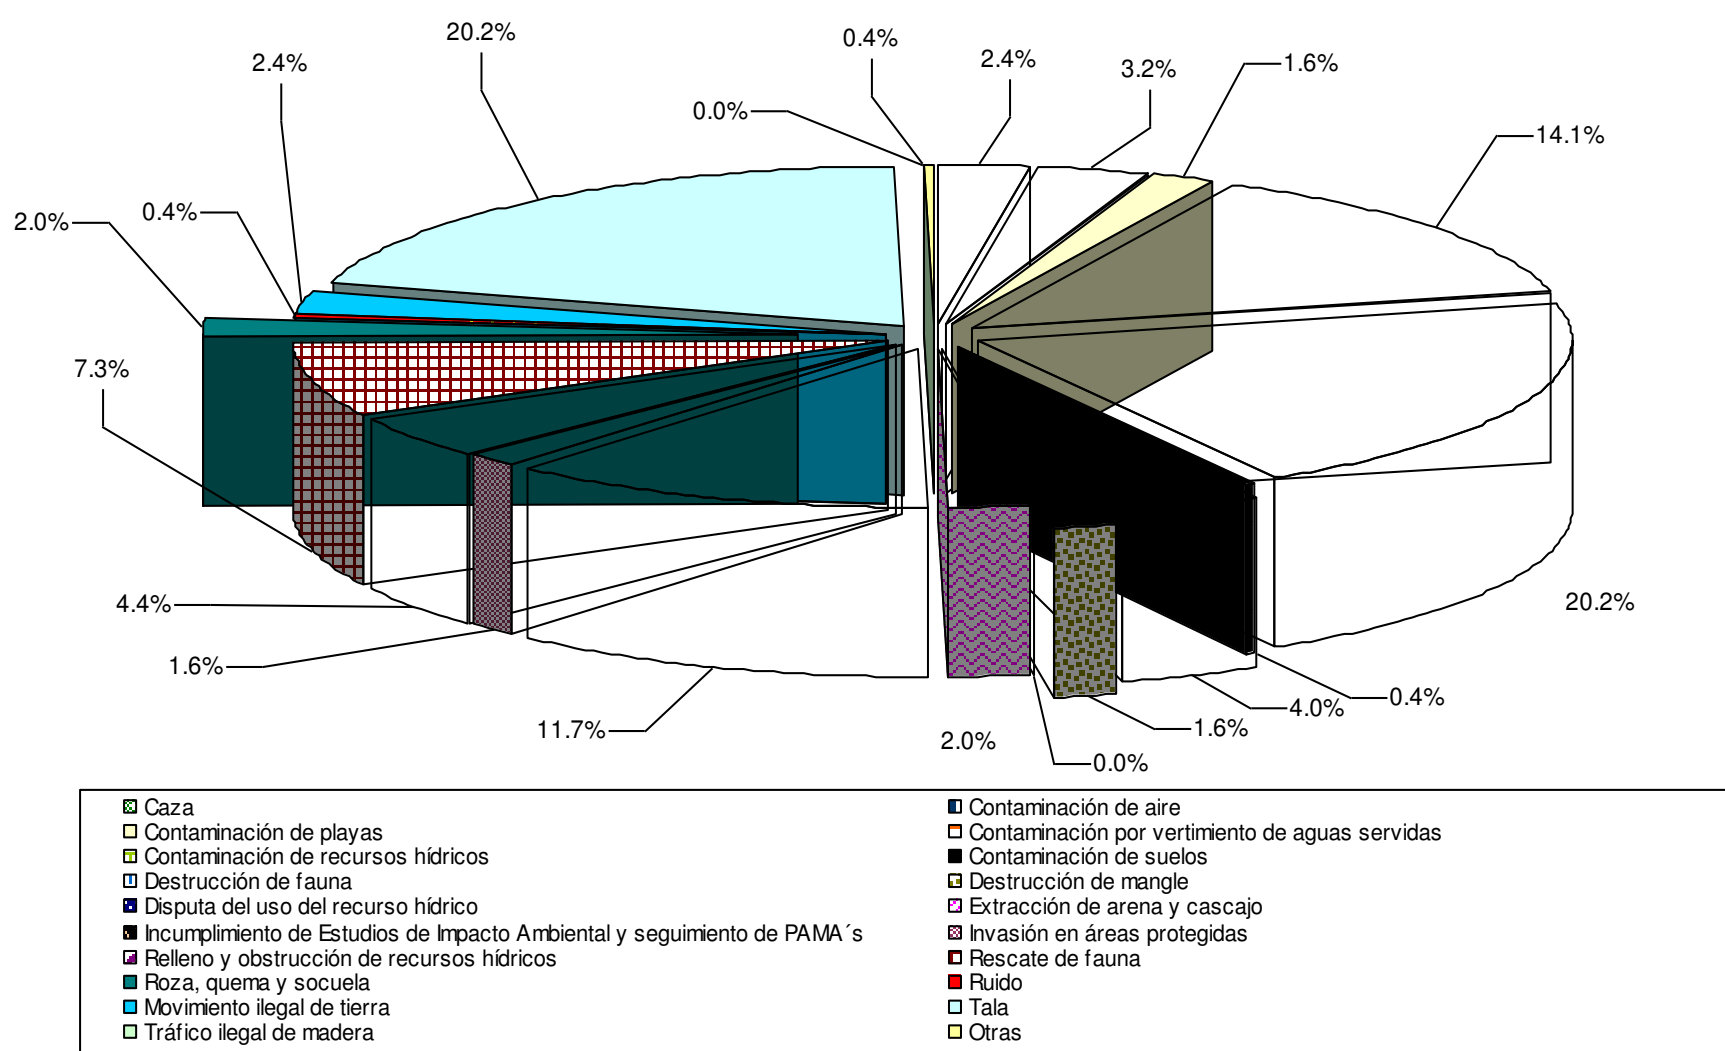 20.2%
0.4%
2.4%
2.4%
3.2%
1.6%
0.0%
14.1%
2.0%
0.4%
7.3%
4.4%
20.2%
1.6%
0.4%
4.0%
11.7%
2.0%
1.6%
0.0%
Caza
Contaminación de aire
Contaminación de playas
Contaminación por vertimiento de aguas servidas
Contaminación de recursos hídricos
Contaminación de suelos
Destrucción de fauna
Destrucción de mangle
Disputa del uso del recurso hídrico
Extracción de arena y cascajo
Incumplimiento de Estudios de Impacto Ambiental y seguimiento de PAMA´s
Invasión en áreas protegidas
Relleno y obstrucción de recursos hídricos
Rescate de fauna
Roza, quema y socuela
Ruido
Movimiento ilegal de tierra
Tala
Tráfico ilegal de madera
Otras